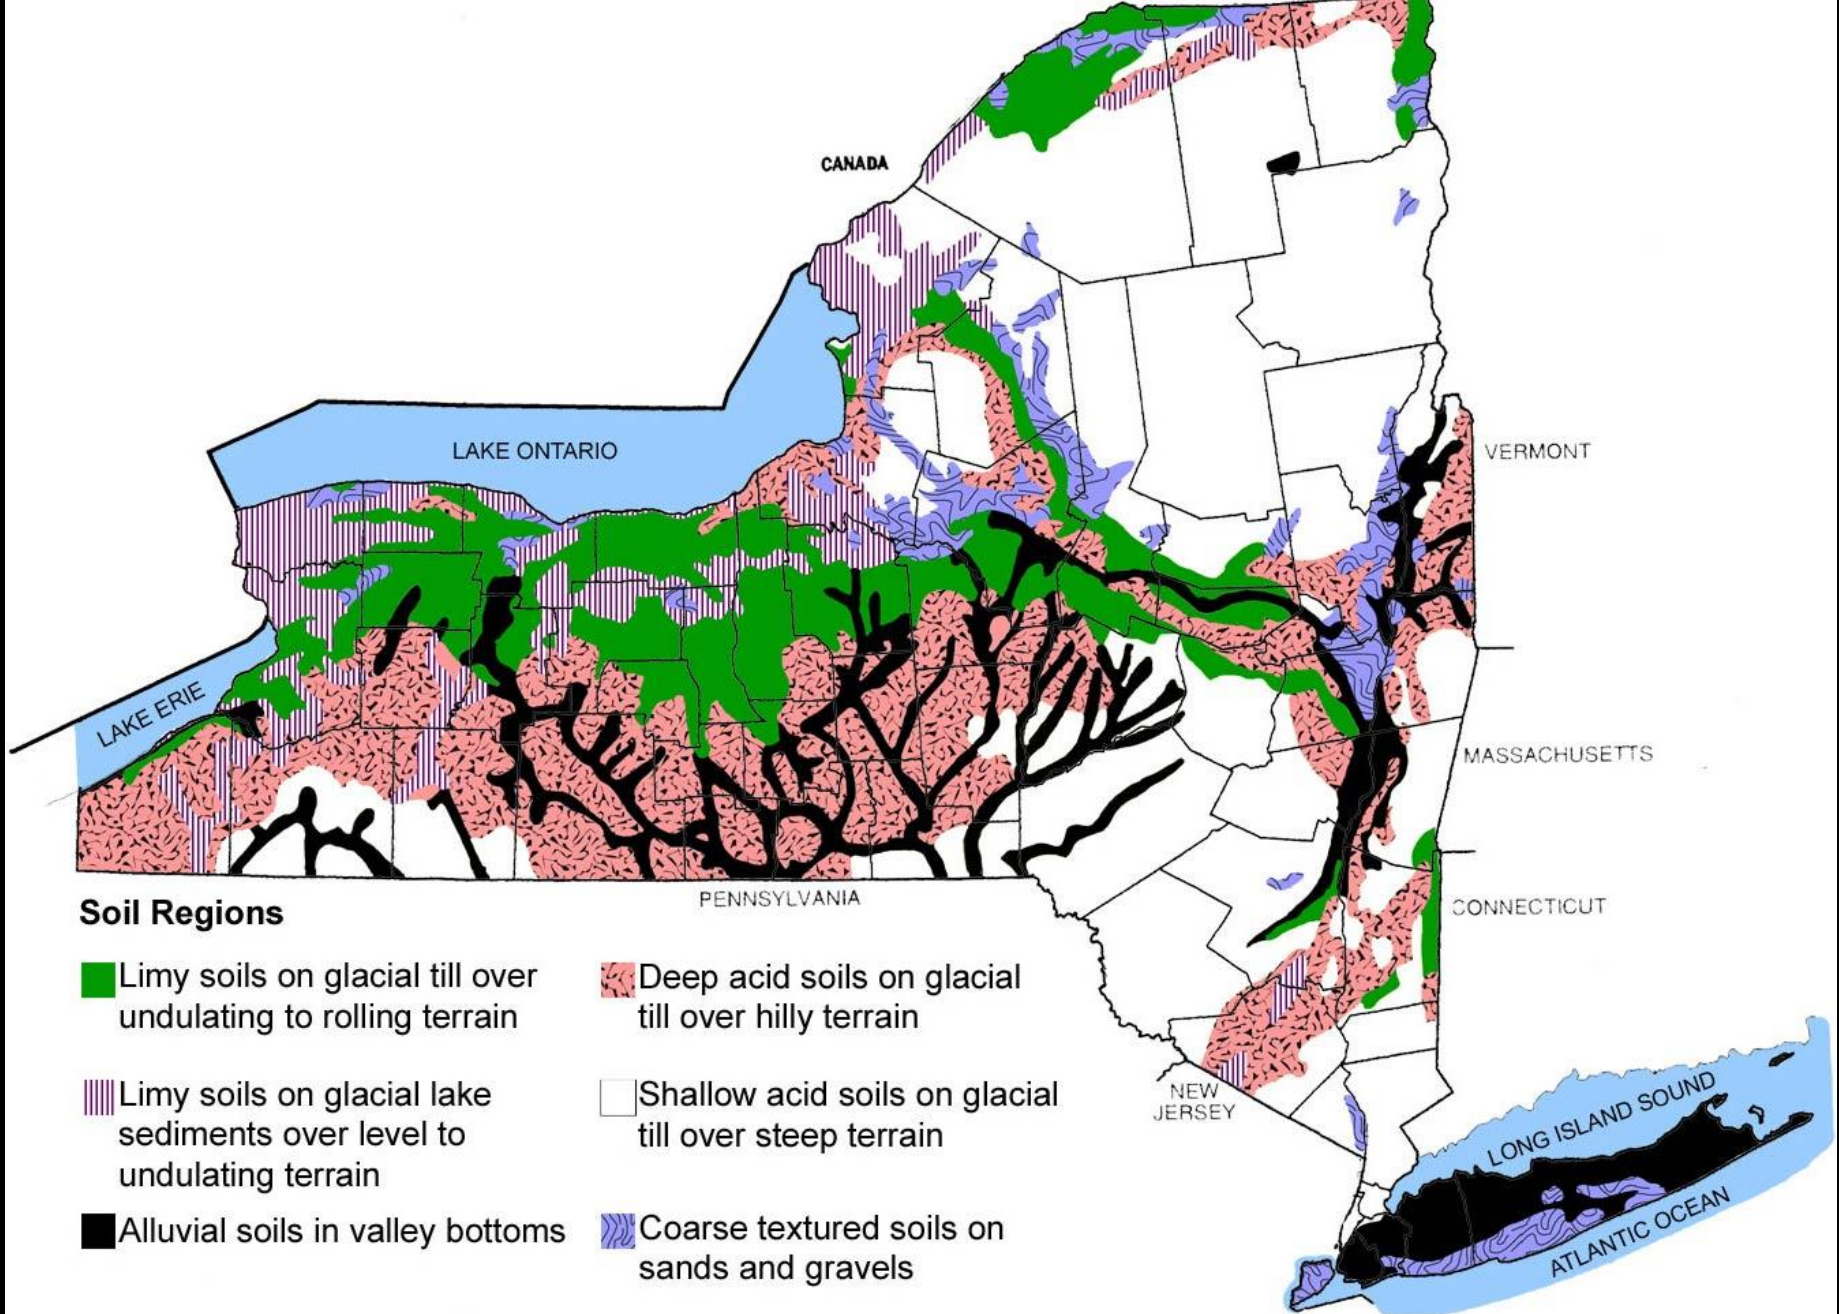 CANADA
LAKE ONTARIO
VERMONT
LAKE ERIE
MASSACHUSETTS
PENNSYLVANIA
CONNECTICUT
NEW
JERSEY
LONG ISLAND SOUND
ATLANTIC OCEAN
Soil Regions
Limy soils on glacial till over
undulating to rolling terrain
Limy soils on glacial lake
sediments over level to
undulating terrain
Alluvial soils in valley bottoms
Deep acid soils on glacial
till over hilly terrain
Shallow acid soils on glacial
till over steep terrain
Coarse textured soils on
sands and gravels